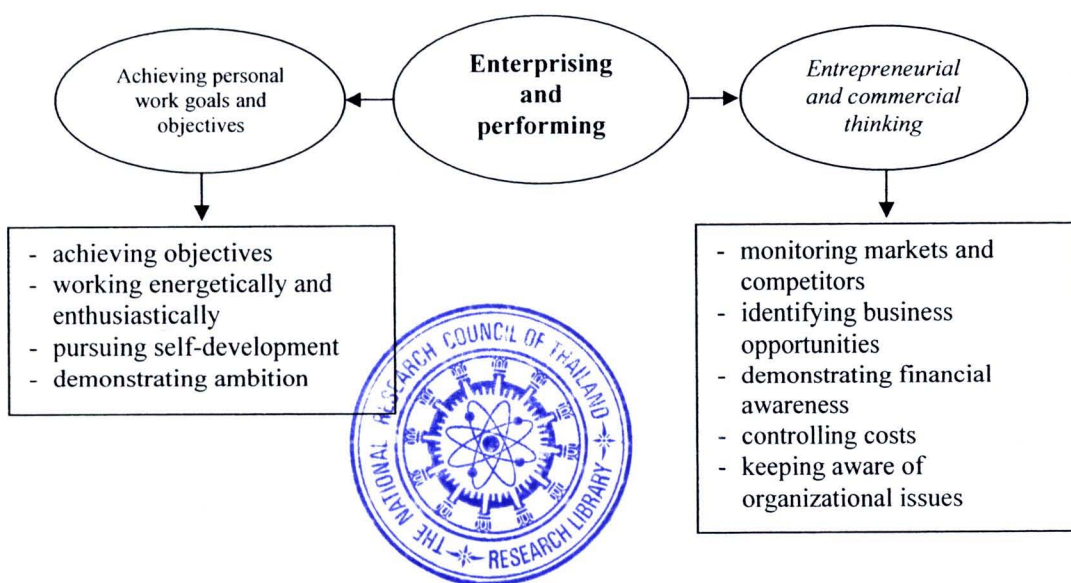 Enterprising
and
performing
Achieving personal
work goals and
objectives
Entrepreneurial
and commercial
thinking
- achieving objectives
- working energetically and
enthusiastically
- pursuing self-development
- demonstrating ambition
- monitoring markets and
competitors
- identifying business
opportunities
- demonstrating financial
awareness
- controlling costs
- keeping aware of
organizational issues
THE NATIONAL RESEARCH COUNCIL OF THAILAND
RESEARCH LIBRARY